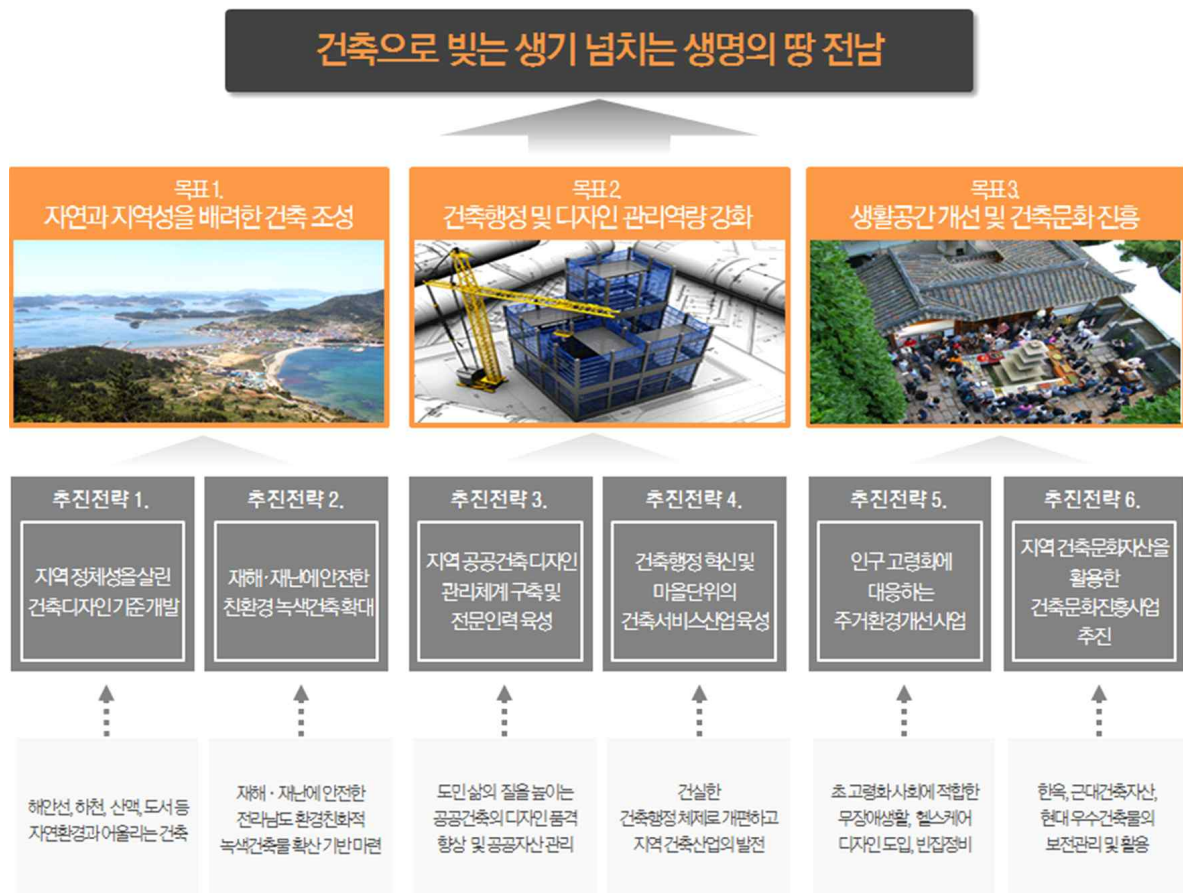 건축으로 빚는 생기 넘치는 생명의 땅 전남
목표 1.
자연과 지역성을 배려한 건축 조성
목표 2.
건축행정 및 디자인 관리역량 강화
목표 3.
생활공간 개선 및 건축문화 진흥
추진전략 1.
지역 정체성을 살린
건축디자인 기준 개발
추진전략 2.
재해·재난에 안전한
친환경 녹색건축 확대
추진전략 3.
지역 공공건축 디자인
관리체계 구축 및
전문인력 육성
추진전략 4.
건축행정 혁신 및
마을단위의
건축서비스산업 육성
추진전략 5.
인구 고령회에
대응하는
주거환경개선사업
추진전략 6.
지역 건축문화자산을
활용한
건축문화진흥사업
추진
해안선, 하천, 산맥, 도서 등
자연환경과 어울리는 건축
재해·재난에 안전한
전라남도 환경친화적
녹색건축물 확산 기반 마련
도민 삶의 질을 높이는
공공건축의 디자인 품격
향상 및 공공자산 관리
건실한
건축행정 체제로 개편하고
지역 건축산업의 발전
초 고령화 사회에 적합한
무장애생활, 헬스케어
디자인 도입, 빈집정비
한옥, 근대건축자산,
현대 우수건축물의
보전관리 및 활용